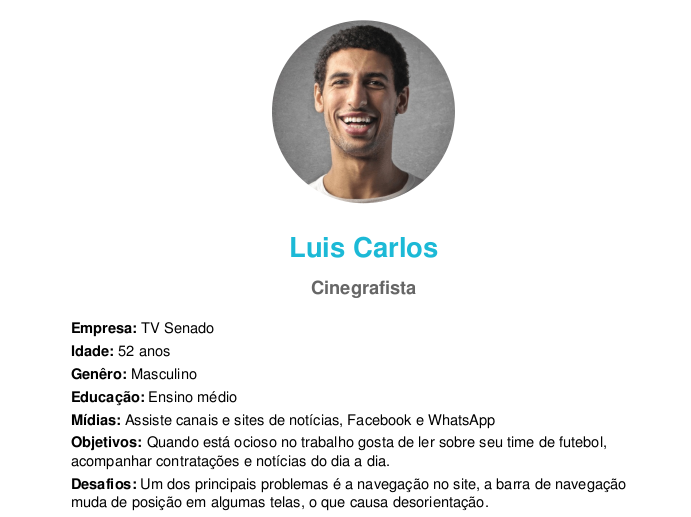 Luis Carlos
Cinegrafista
Empresa: TV Senado
Idade: 52 anos
Genêro: Masculino
Educação: Ensino médio
Mídias: Assiste canais e sites de notícias, Facebook e WhatsApp
Objetivos: Quando está ocioso no trabalho gosta de ler sobre seu time de futebol,
acompanhar contratações e notícias do dia a dia.
Desafios: Um dos principais problemas é a navegação no site, a barra de navegação
muda de posição em algumas telas, o que causa desorientação.